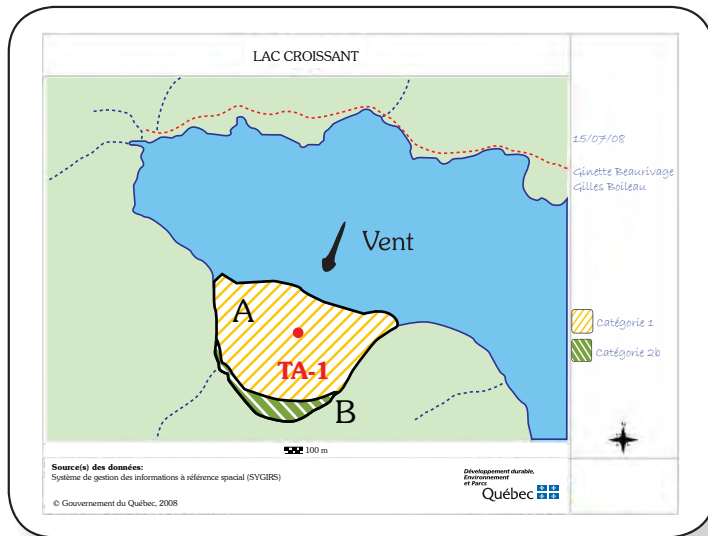 LAC CROISSANT
15/07/08
Ginette Beaurivage
Gilles Boileau
Vent
A
TA-1
B
Catégorie 1
Catégorie 2b
100 m
Source(s) des données:
Système de gestion des informations à référence spacial (SYGIRS)
© Gouvernement du Québec, 2008
Développement durable,
Environnement
et Parcs
Québec